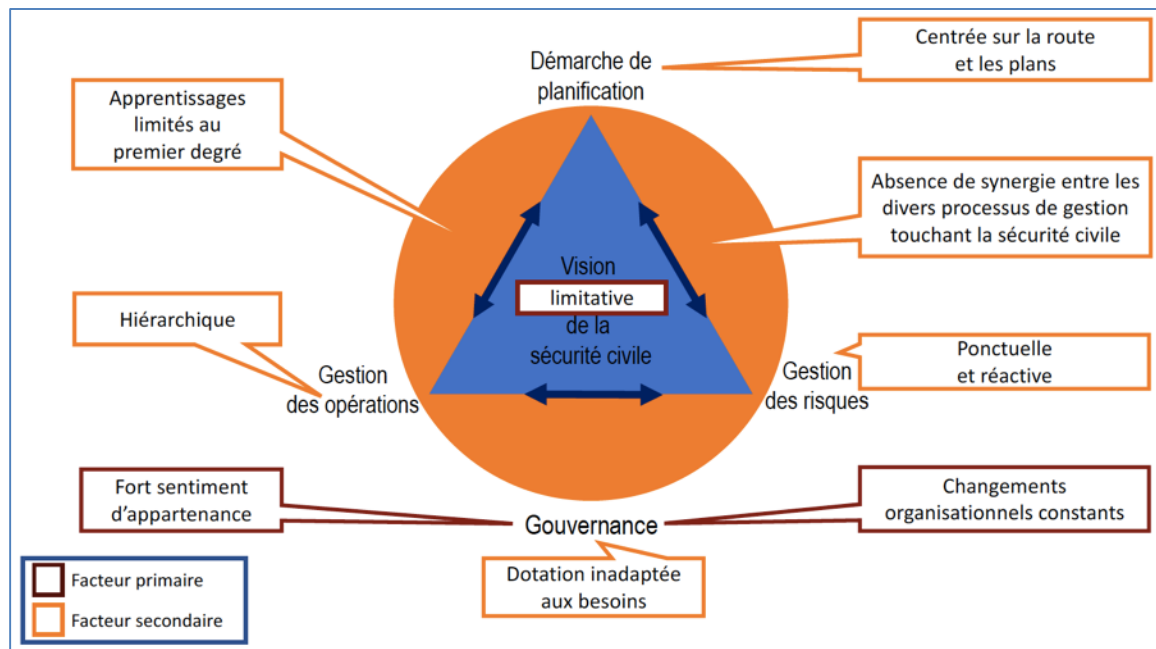 Démarche de
planification
Centrée sur la route
et les plans
Apprentissages
limités au
premier degré
Absence de synergie entre les
divers processus de gestion
touchant la sécurité civile
Vision
limitative
de la
sécurité civile
Hiérarchique
Gestion
des opérations
Ponctuelle
et réactive
Gestion
des risques
Fort sentiment
d'appartenance
Gouvernance
Changements
organisationnels constants
Dotation inadaptée
aux besoins
Facteur primaire
Facteur secondaire